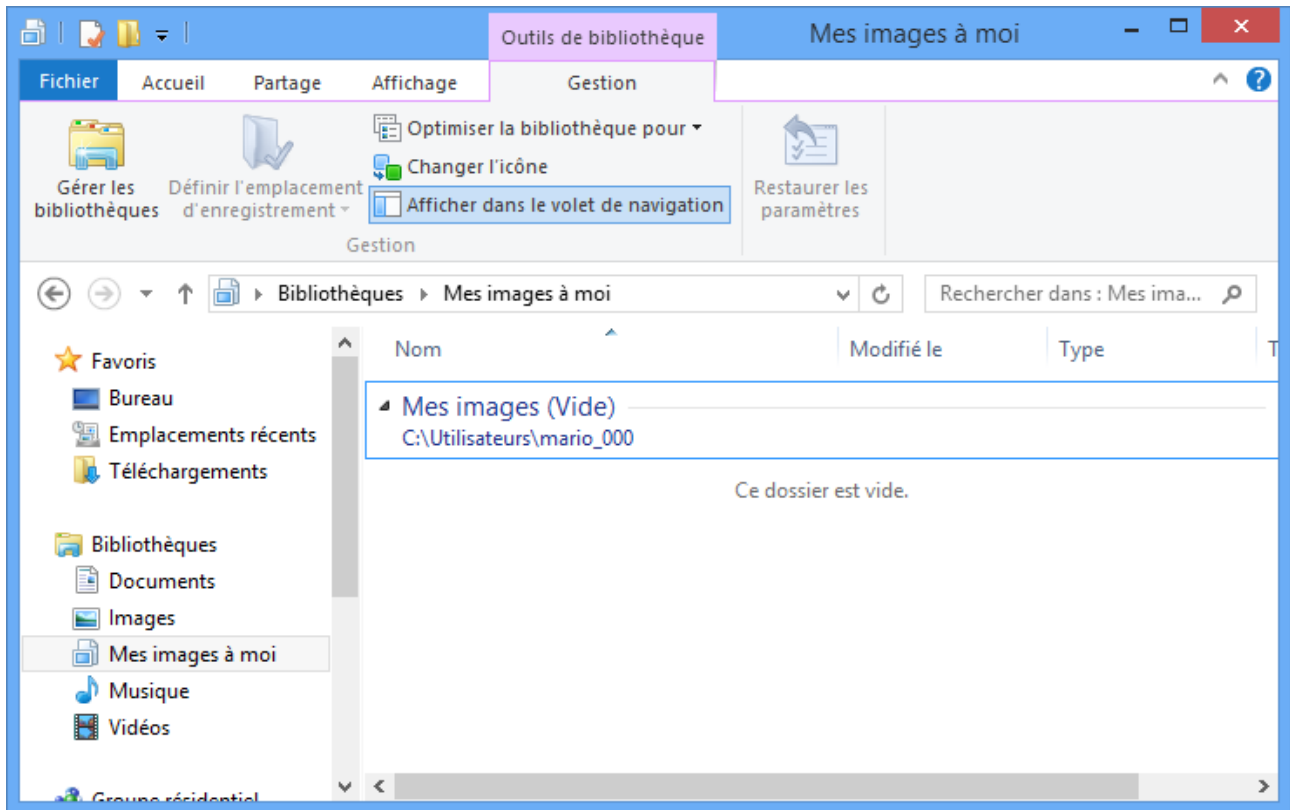 Outils de bibliothèque
Mes images à moi
Fichier
Accueil
Partage
Affichage
Gestion
Gérer les
bibliothèques
Définir l'emplacement
d'enregistrement
Optimiser la bibliothèque pour
Changer l'icône
Afficher dans le volet de navigation
Restaurer les
paramètres
Gestion
Bibliothèques
Mes images à moi
Rechercher dans : Mes ima...
Favoris
Bureau
Emplacements récents
Téléchargements
Bibliothèques
Documents
Images
Mes images à moi
Musique
Vidéos
Groupe résidentiel
Nom
Modifié le
Type
T
Mes images (Vide)
C:\Utilisateurs\mario_000
Ce dossier est vide.